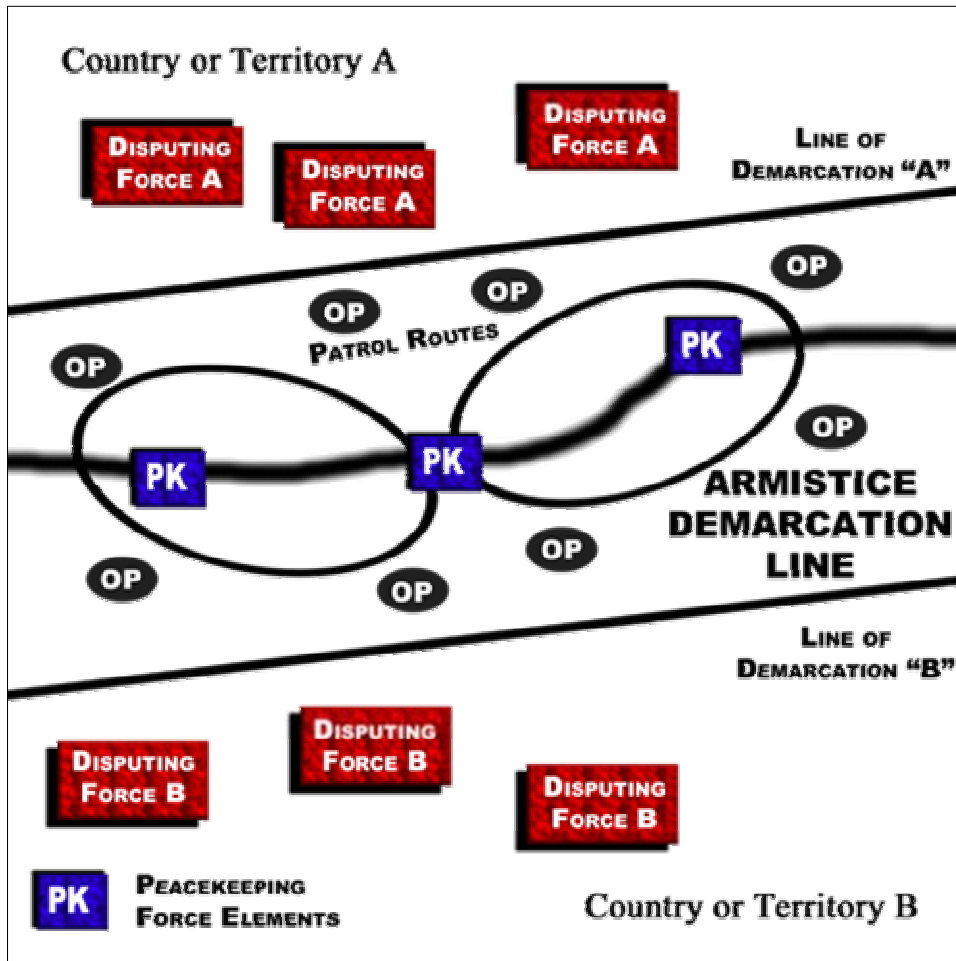 Country or Territory A
DISPUTING
FORCE A
DISPUTING
FORCE A
DISPUTING
FORCE A
LINE OF
DEMARCATION “A”
OP
OP
OP
OP
PATROL ROUTES
PK
OP
PK
PK
OP
OP
OP
ARMISTICE
DEMARCATION
LINE
LINE OF
DEMARCATION “B”
DISPUTING
FORCE B
DISPUTING
FORCE B
DISPUTING
FORCE B
PK
PEACEKEEPING
FORCE ELEMENTS
Country or Territory B